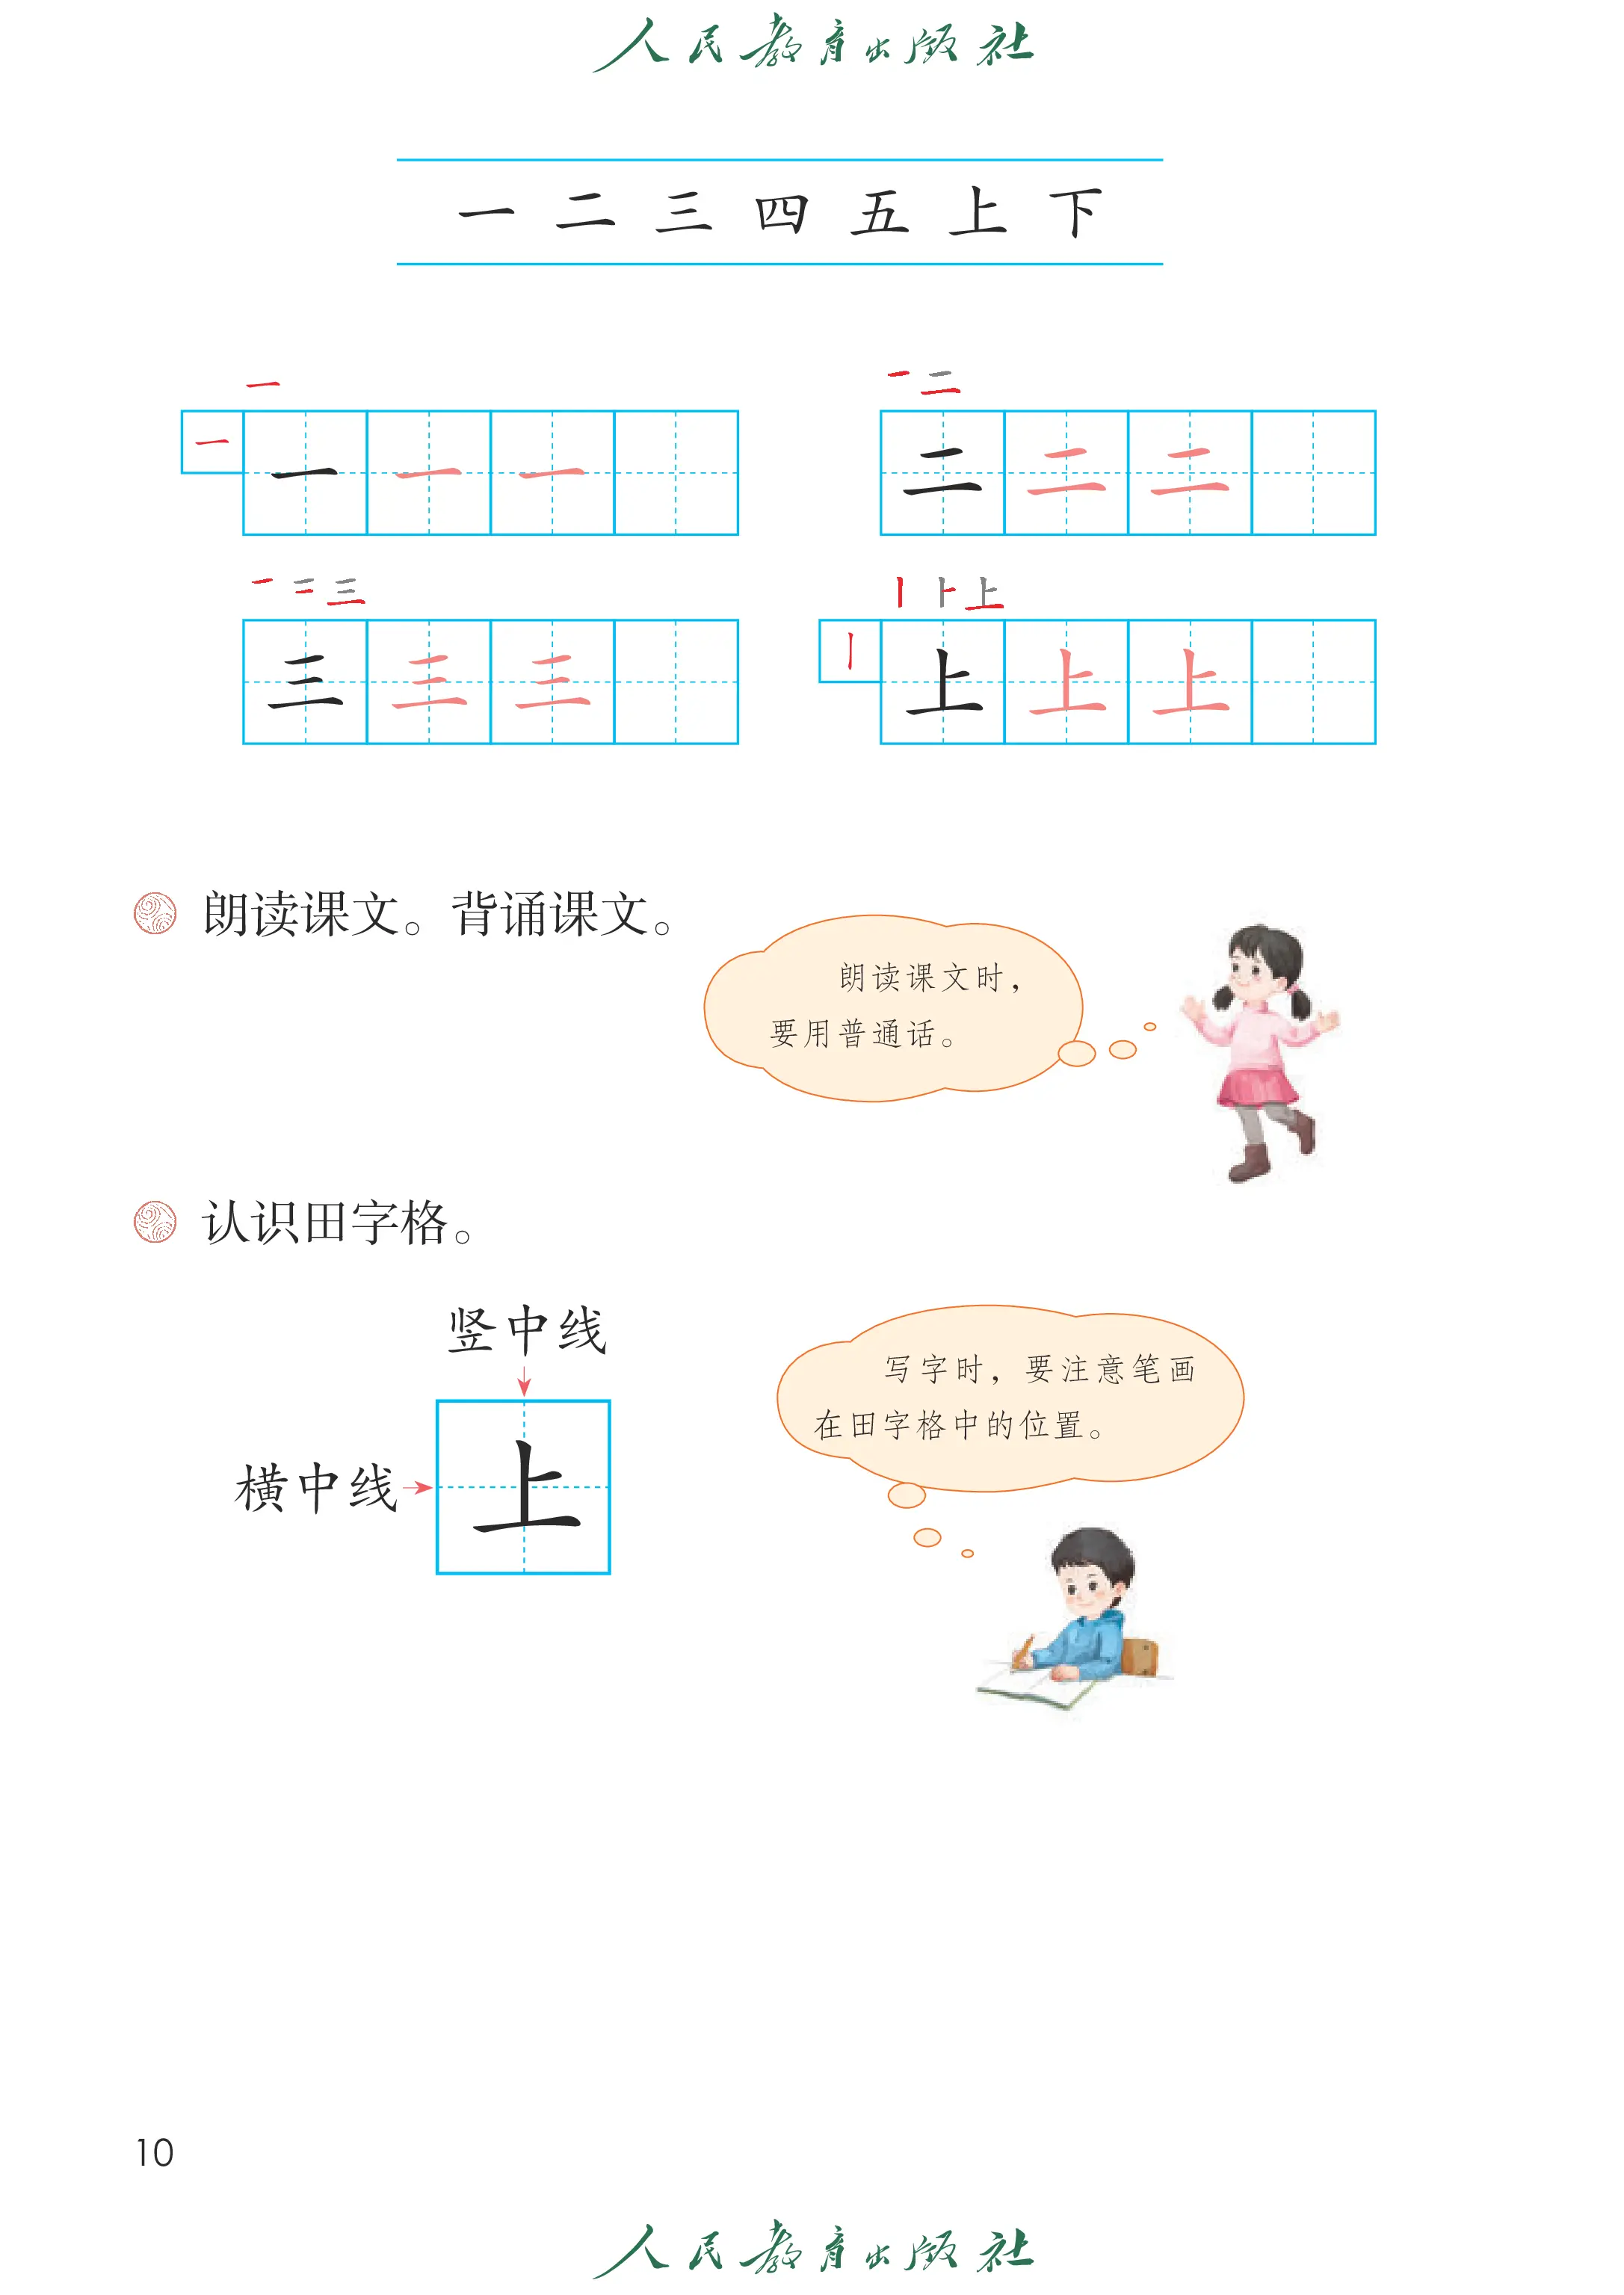 人民教育出版社
一 二 三 四 五 上 下
一
一 二
一 一 一 一
二 二 二
一 二 三
丨 ⺊ 上
三 三 三
丨 上 上 上
朗读课文。背诵课文。
朗读课文时，
要用普通话。
认识田字格。
竖中线
横中线
上
写字时，要注意笔画
在田字格中的位置。
10
人民教育出版社